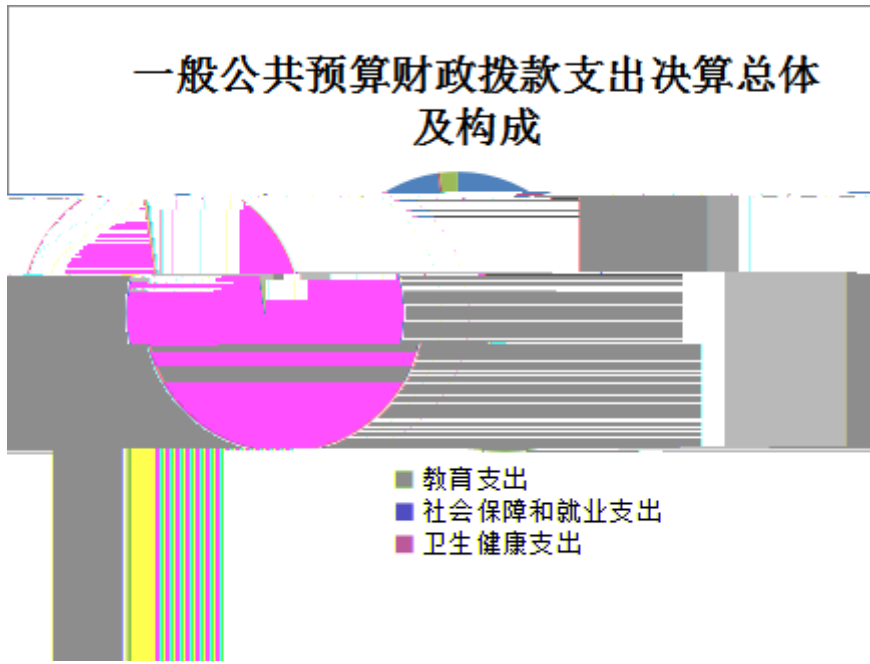 一般公共预算财政拨款支出决算总体
及构成
教育支出
社会保障和就业支出
卫生健康支出